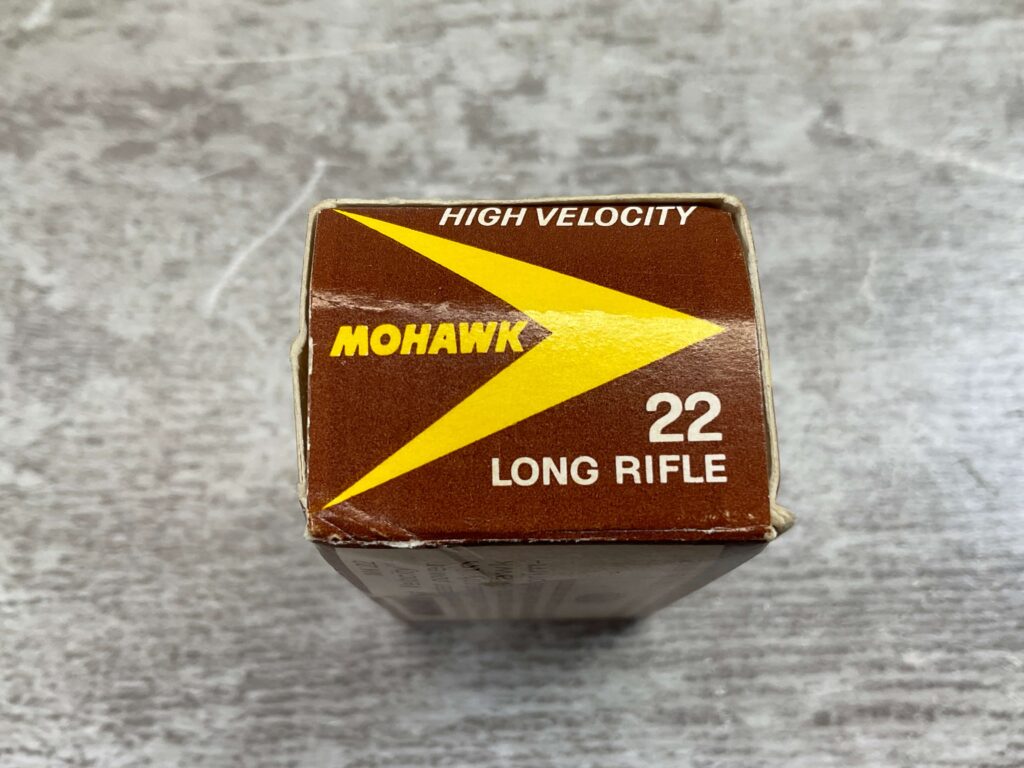 HIGH VELOCITY
MOHAWK
22
LONG RIFLE